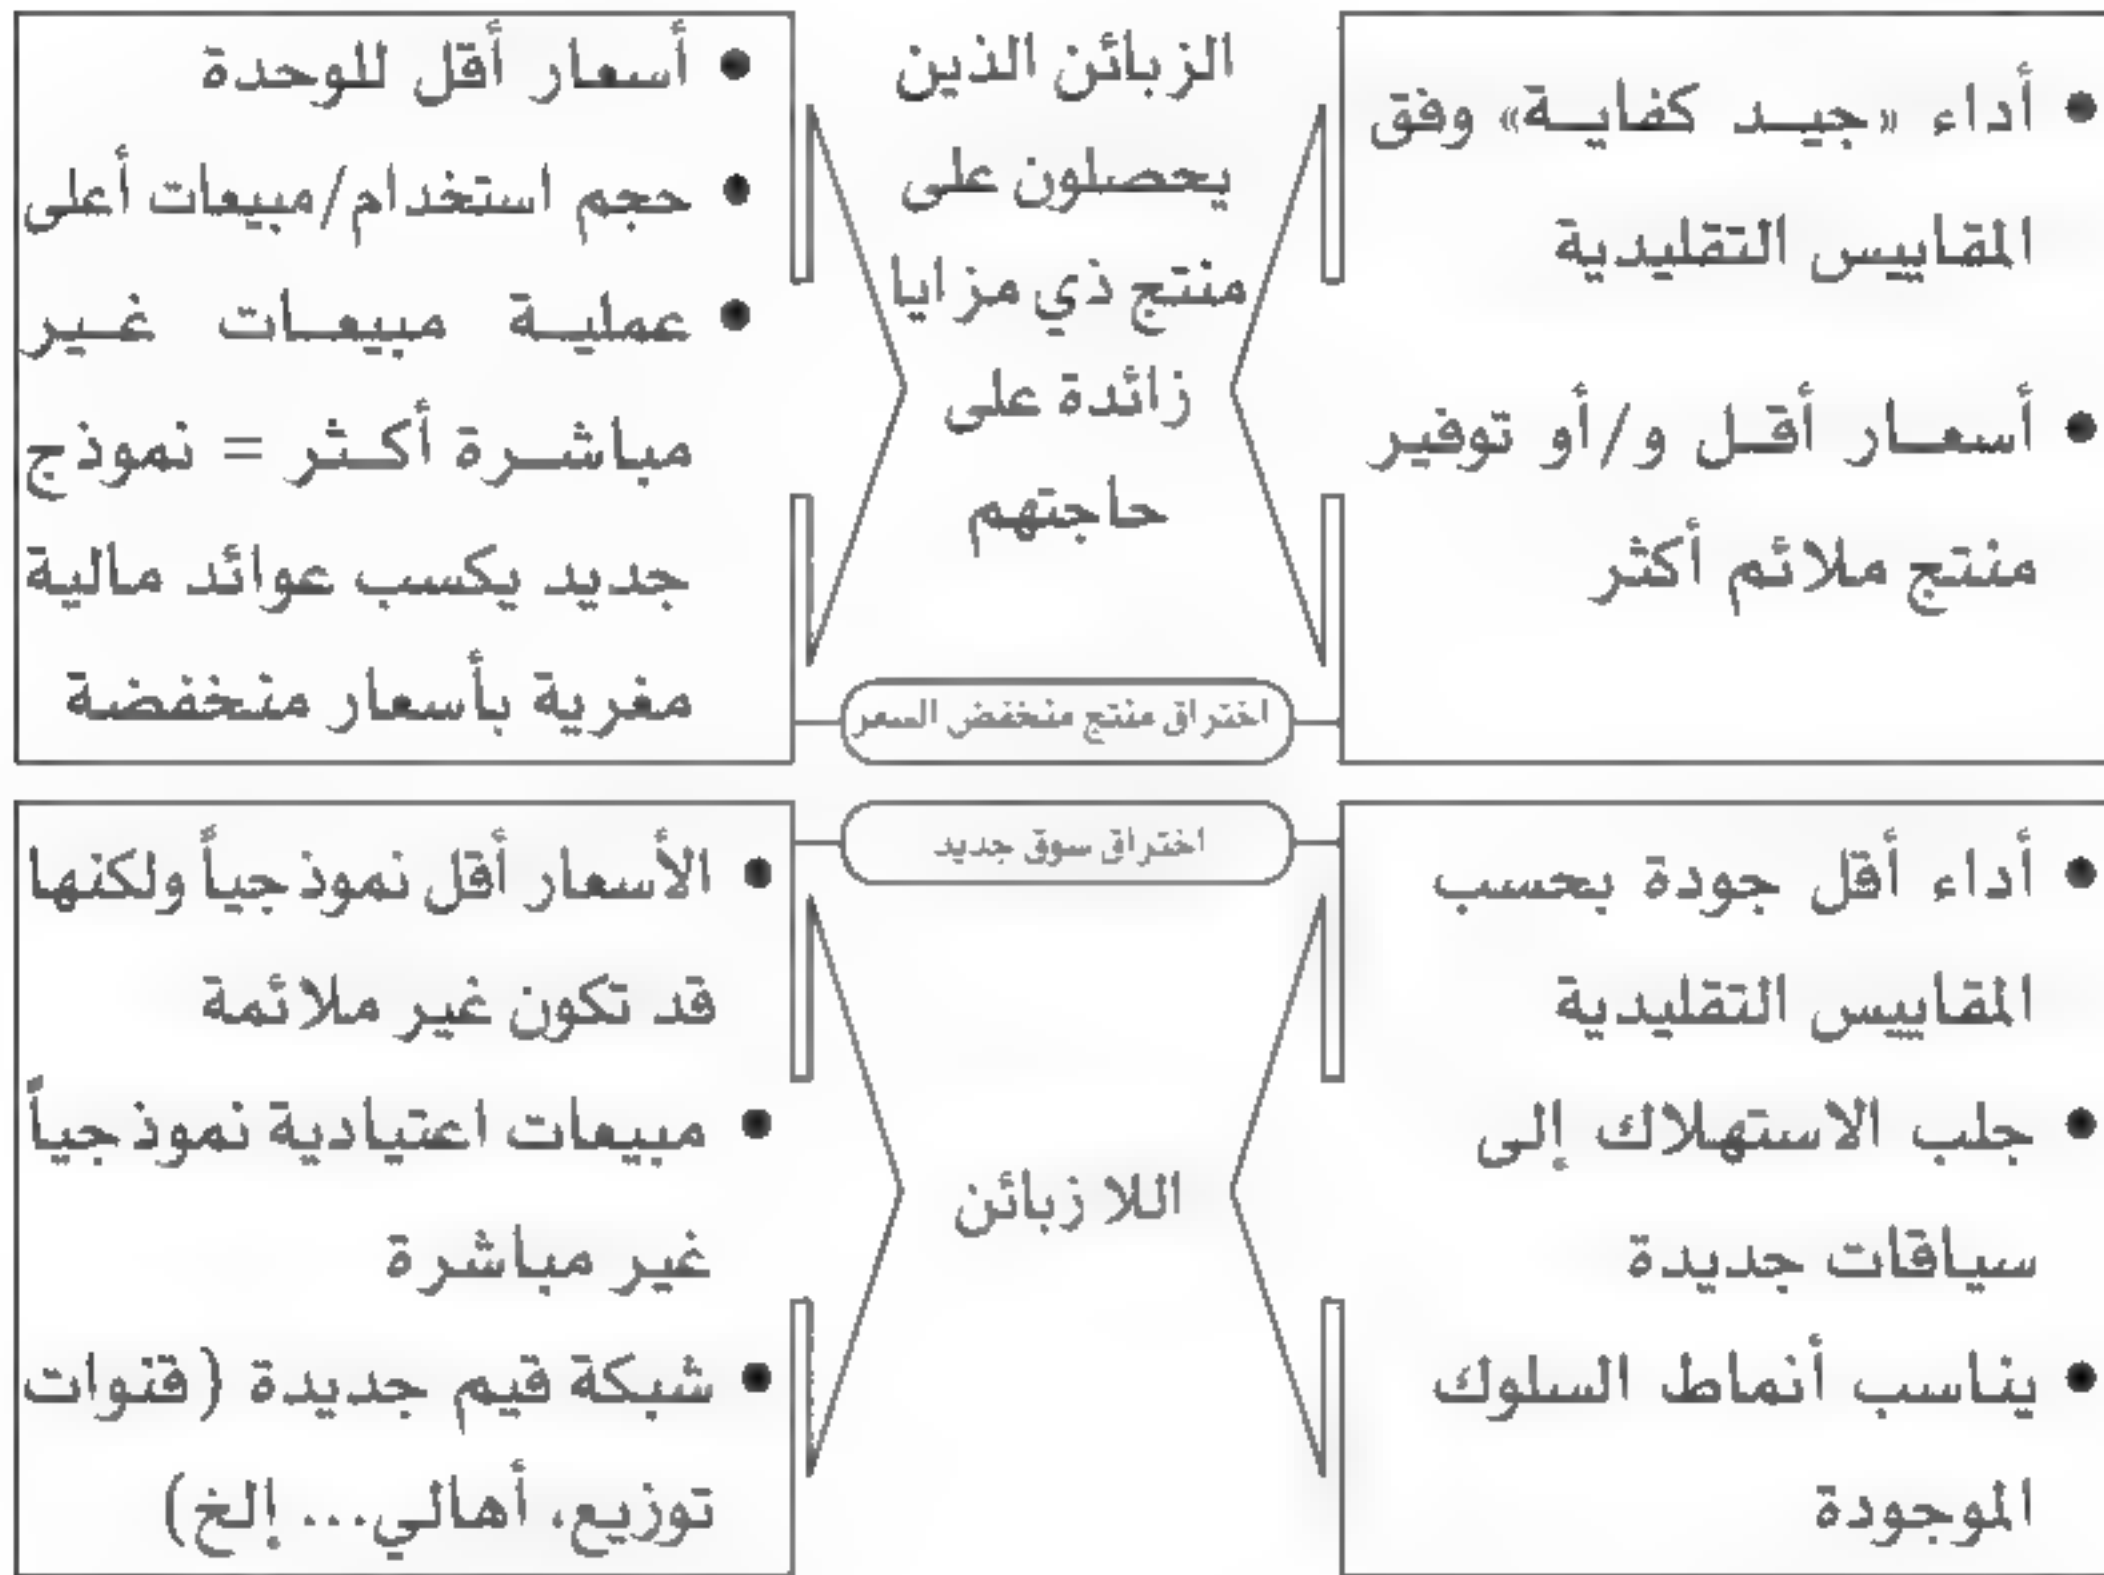 • أداء «جيد كفاية» وفق
المقاييس التقليدية
• أسعار أقل و/أو توفير
منتج ملائم أكثر
الزبائن الذين
يحصلون على
منتج ذي مزايا
زائدة على
حاجتهم
• أسعار أقل للوحدة
• حجم استخدام/مبيعات أعلى
• عملية مبيعات غير
مباشرة أكثر = نموذج
جديد يكسب عوائد مالية
مغرية بأسعار منخفضة
اختراق منتج منخفض السعر
اختراق سوق جديد
• أداء أقل جودة بحسب
المقاييس التقليدية
• جلب الاستهلاك إلى
سياقات جديدة
• يناسب أنماط السلوك
الموجودة
اللا زبائن
• الأسعار أقل نموذجياً ولكنها
قد تكون غير ملائمة
• مبيعات اعتيادية نموذجياً
غير مباشرة
• شبكة قيم جديدة (قنوات
توزيع، أهالي... إلخ)